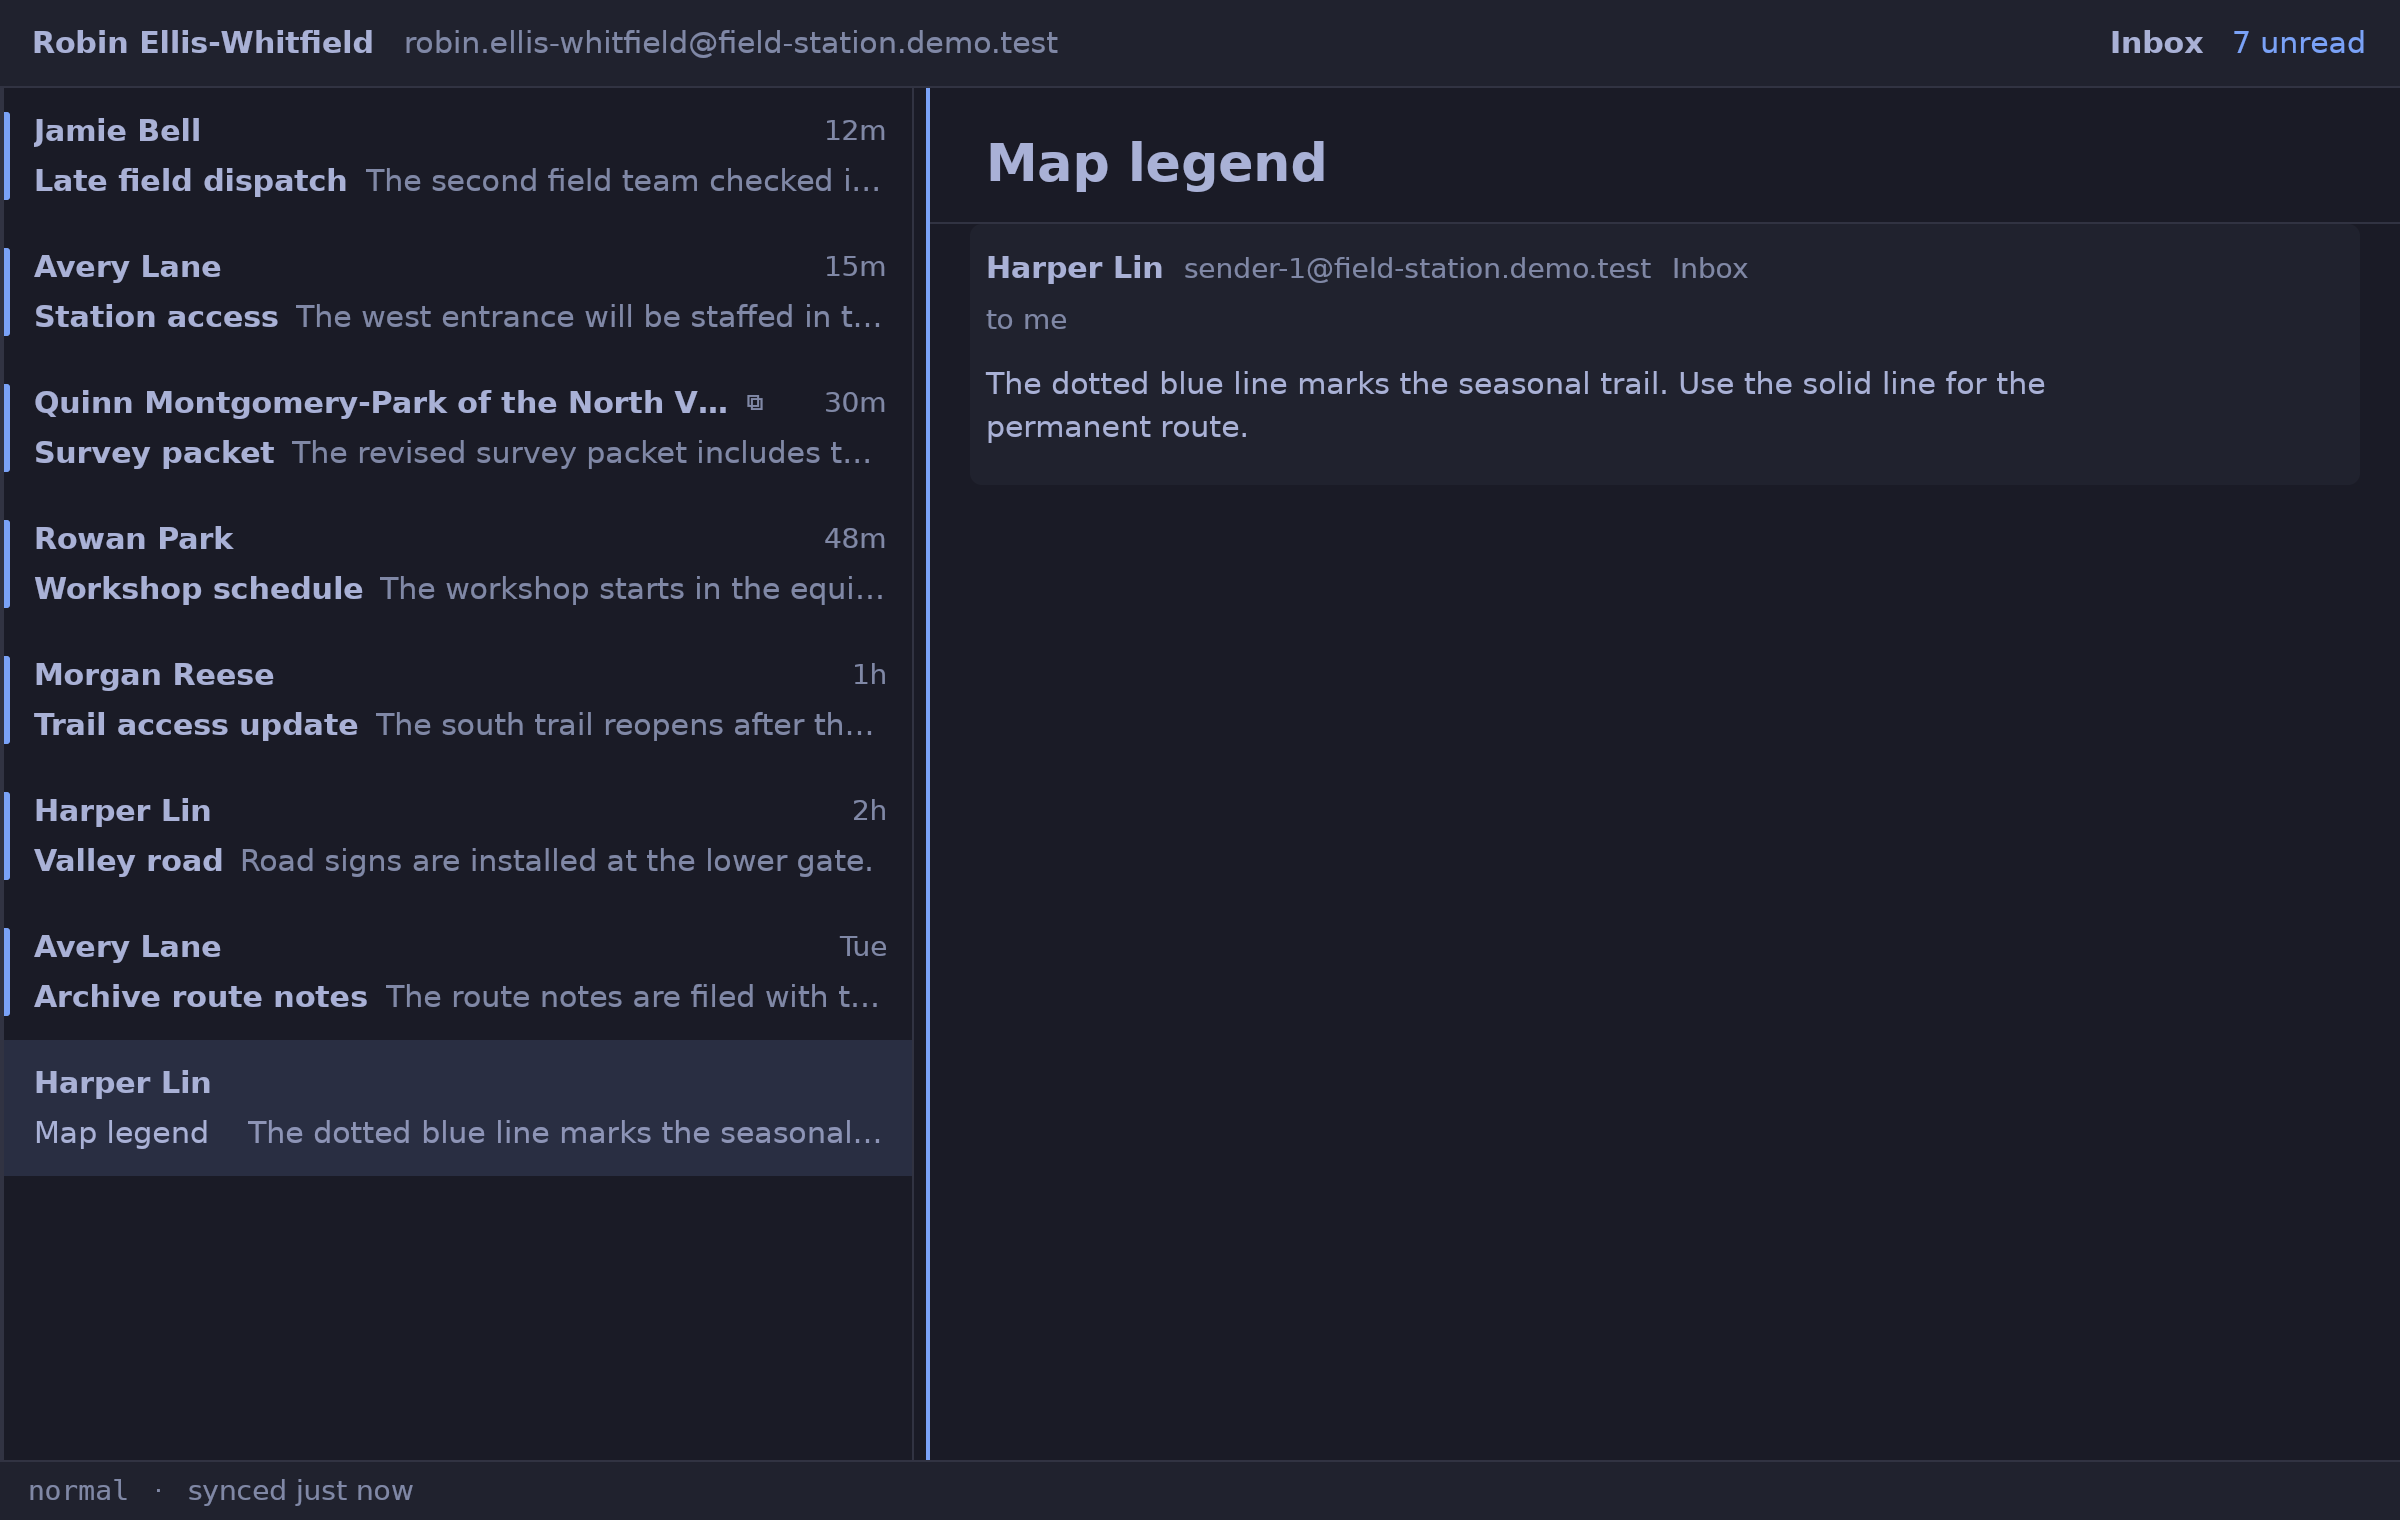 Robin Ellis-Whitfield robin.ellis-whitfield@field-station.demo.test Inbox 7 unread
Jamie Bell 12m
Late field dispatch The second field team checked i…
Avery Lane 15m
Station access The west entrance will be staffed in t…
Quinn Montgomery-Park of the North V… ⧉ 30m
Survey packet The revised survey packet includes t…
Rowan Park 48m
Workshop schedule The workshop starts in the equi…
Morgan Reese 1h
Trail access update The south trail reopens after th…
Harper Lin 2h
Valley road Road signs are installed at the lower gate.
Avery Lane Tue
Archive route notes The route notes are filed with t…
Harper Lin
Map legend The dotted blue line marks the seasonal…
Map legend
Harper Lin sender-1@field-station.demo.test Inbox
to me
The dotted blue line marks the seasonal trail. Use the solid line for the
permanent route.
normal · synced just now